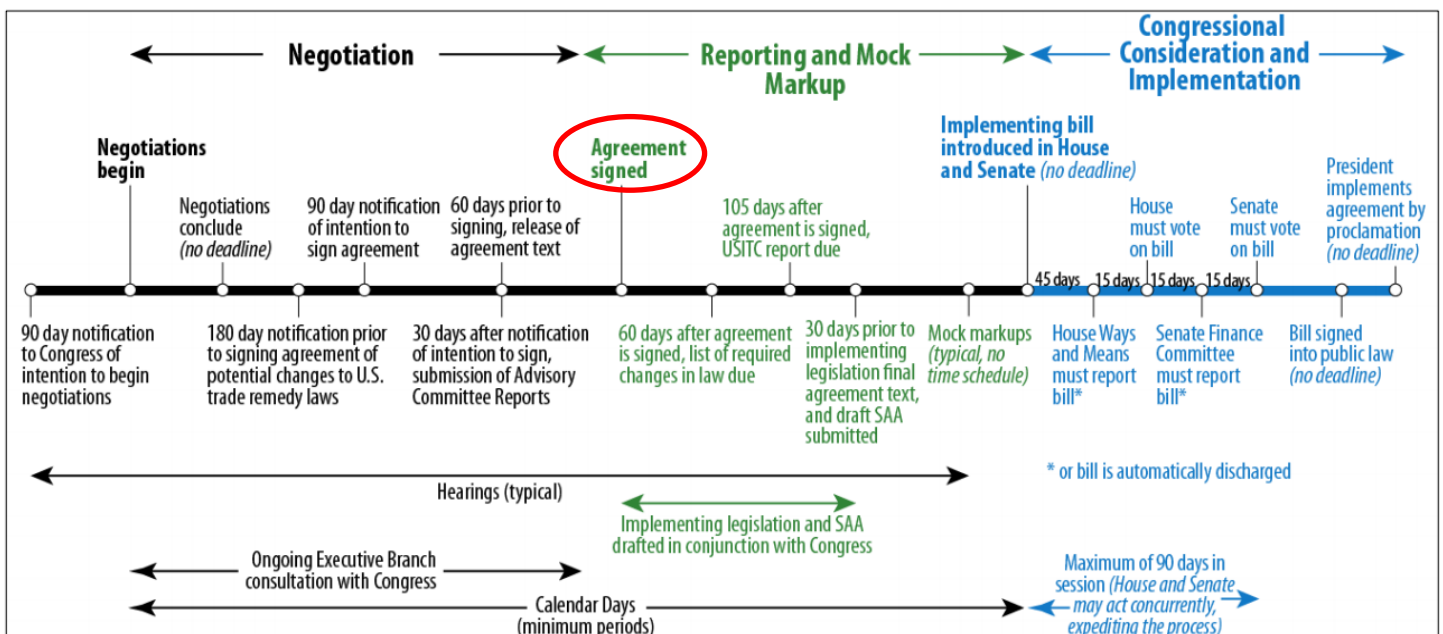 Negotiation
Reporting and Mock
Markup
Congressional
Consideration and
Implementation
Negotiations
begin
Agreement
signed
Implementing bill
introduced in House
and Senate (no deadline)
Negotiations
conclude
(no deadline)
90 day notification
of intention to
sign agreement
60 days prior to
signing, release of
agreement text
105 days after
agreement is signed,
USITC report due
House
must vote
on bill
Senate
must vote
on bill
President
implements
agreement by
proclamation
(no deadline)
45 days
15 days
15 days
15 days
90 day notification
to Congress of
intention to begin
negotiations
180 day notification prior
to signing agreement of
potential changes to U.S.
trade remedy laws
30 days after notification
of intention to sign,
submission of Advisory
Committee Reports
60 days after agreement
is signed, list of required
changes in law due
30 days prior to
implementing
legislation final
agreement text,
and draft SAA
submitted
Mock markups
(typical, no
time schedule)
House Ways
and Means
must report
bill*
Senate Finance
Committee
must report
bill*
Bill signed
into public law
(no deadline)
Hearings (typical)
* or bill is automatically discharged
Implementing legislation and SAA
drafted in conjunction with Congress
Ongoing Executive Branch
consultation with Congress
Calendar Days
(minimum periods)
Maximum of 90 days in
session (House and Senate
may act concurrently,
expediting the process)